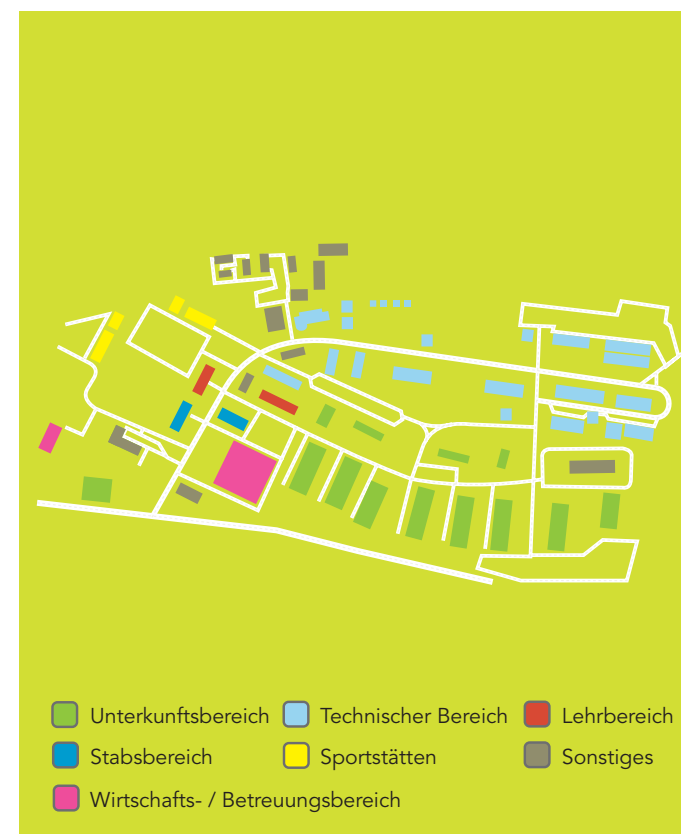 Unterkunftsbereich Technischer Bereich Lehrbereich
Stabsbereich Sportstätten Sonstiges
Wirtschafts- / Betreuungsbereich